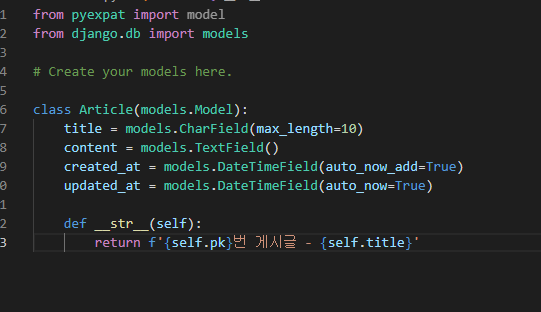 1 from pyexpat import model
2 from django.db import models
3
4 # Create your models here.
5
6 class Article(models.Model):
7     title = models.CharField(max_length=10)
8     content = models.TextField()
9     created_at = models.DateTimeField(auto_now_add=True)
0     updated_at = models.DateTimeField(auto_now=True)
1
2     def __str__(self):
3         return f'{self.pk}번 게시글 - {self.title}'